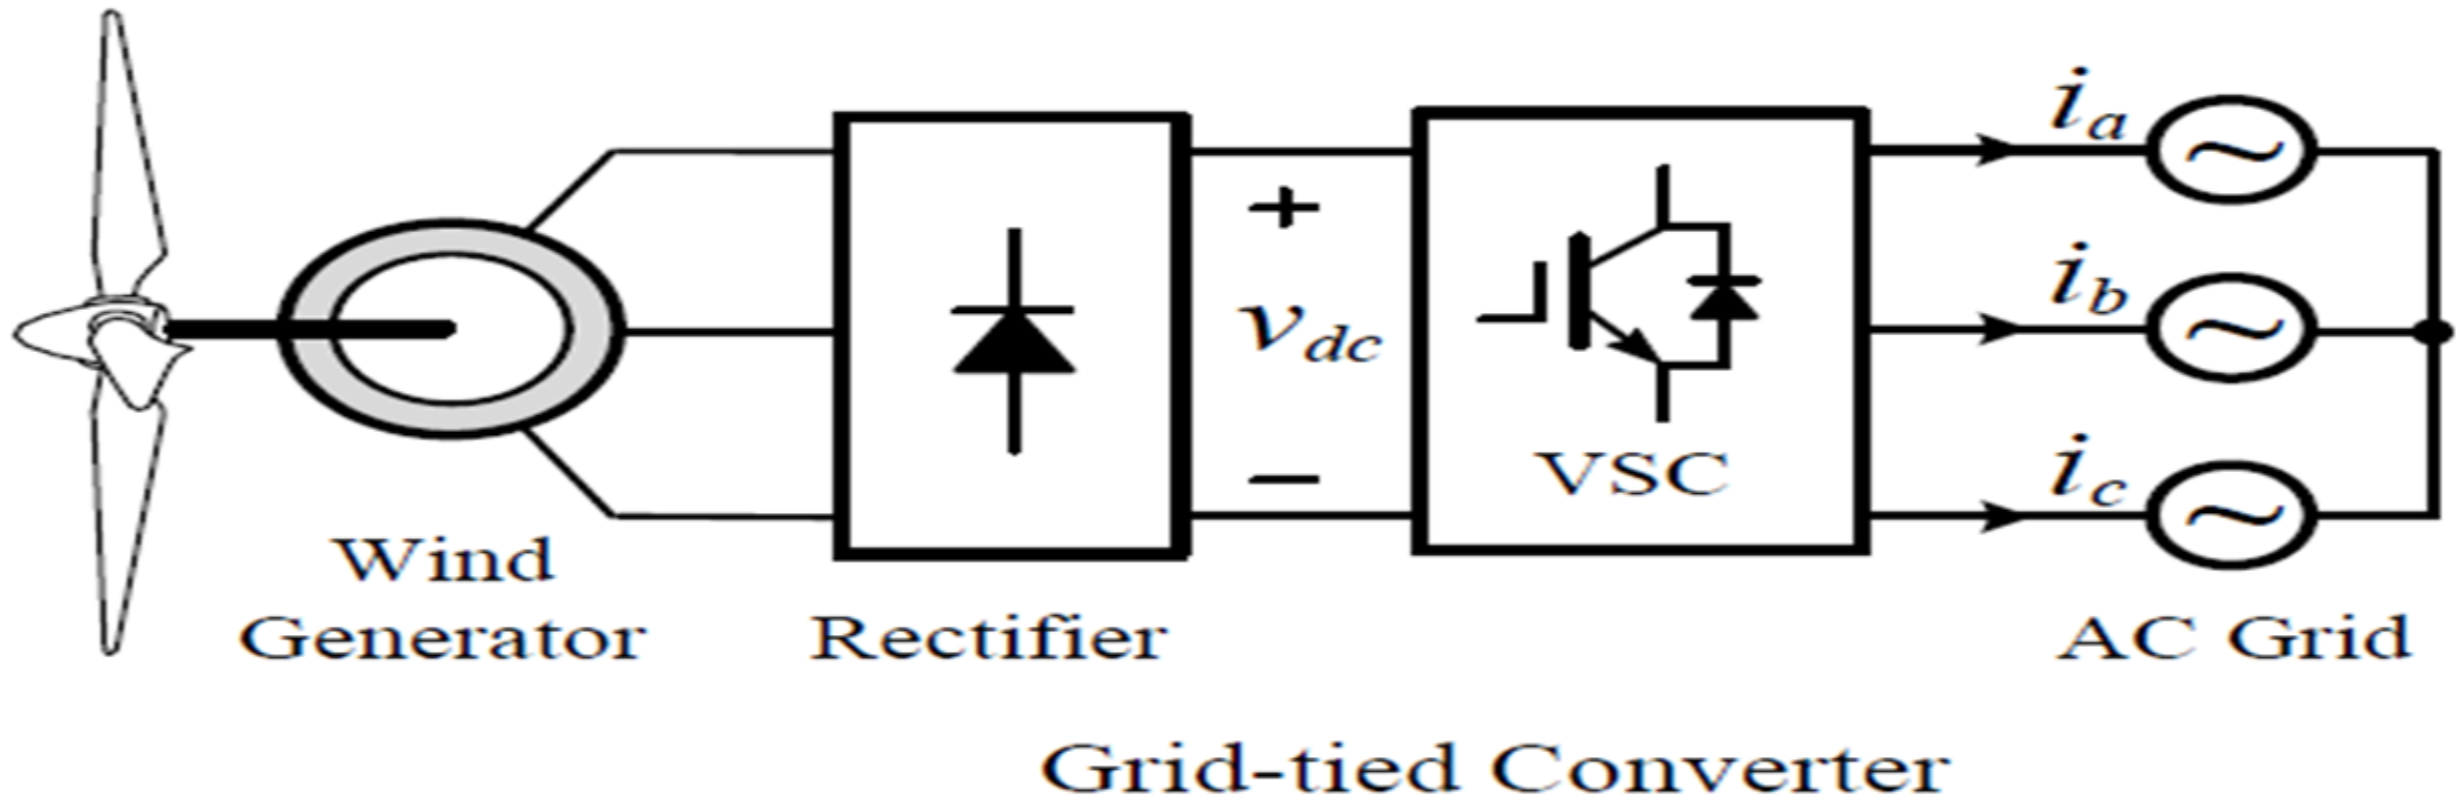 i_a
+
i_b
v_dc
i_c
VSC
−
Wind
Generator
Rectifier
AC Grid
Grid-tied Converter